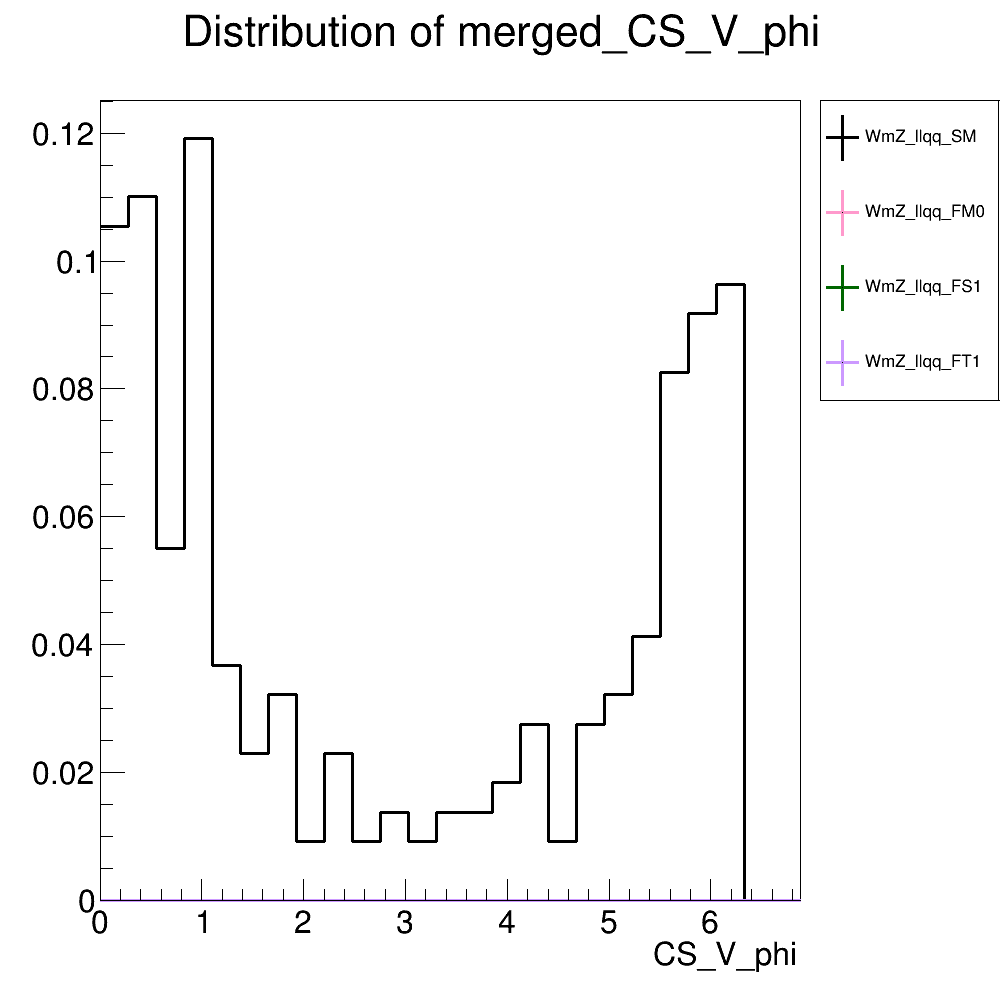 Distribution of merged_CS_V_phi
0.12
0.1
0.08
0.06
0.04
0.02
0
0 1 2 3 4 5 6
CS_V_phi
WmZ_llqq_SM
WmZ_llqq_FM0
WmZ_llqq_FS1
WmZ_llqq_FT1